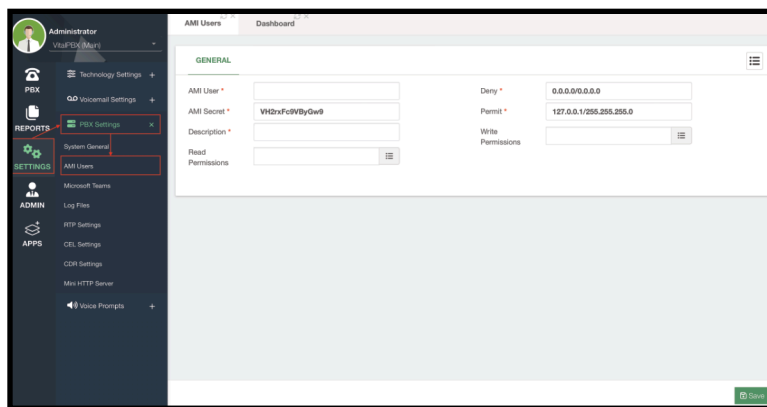 Administrator
VitalPBX (Main)
AMI Users
Dashboard
PBX
REPORTS
SETTINGS
ADMIN
APPS
Technology Settings +
Voicemail Settings +
PBX Settings ×
System General
AMI Users
Microsoft Teams
Log Files
RTP Settings
CEL Settings
CDR Settings
Mini HTTP Server
Voice Prompts +
GENERAL
AMI User *
AMI Secret * VH2rxFc9VByGw9
Description *
Read
Permissions
Deny * 0.0.0.0/0.0.0.0
Permit * 127.0.0.1/255.255.255.0
Write
Permissions
Save